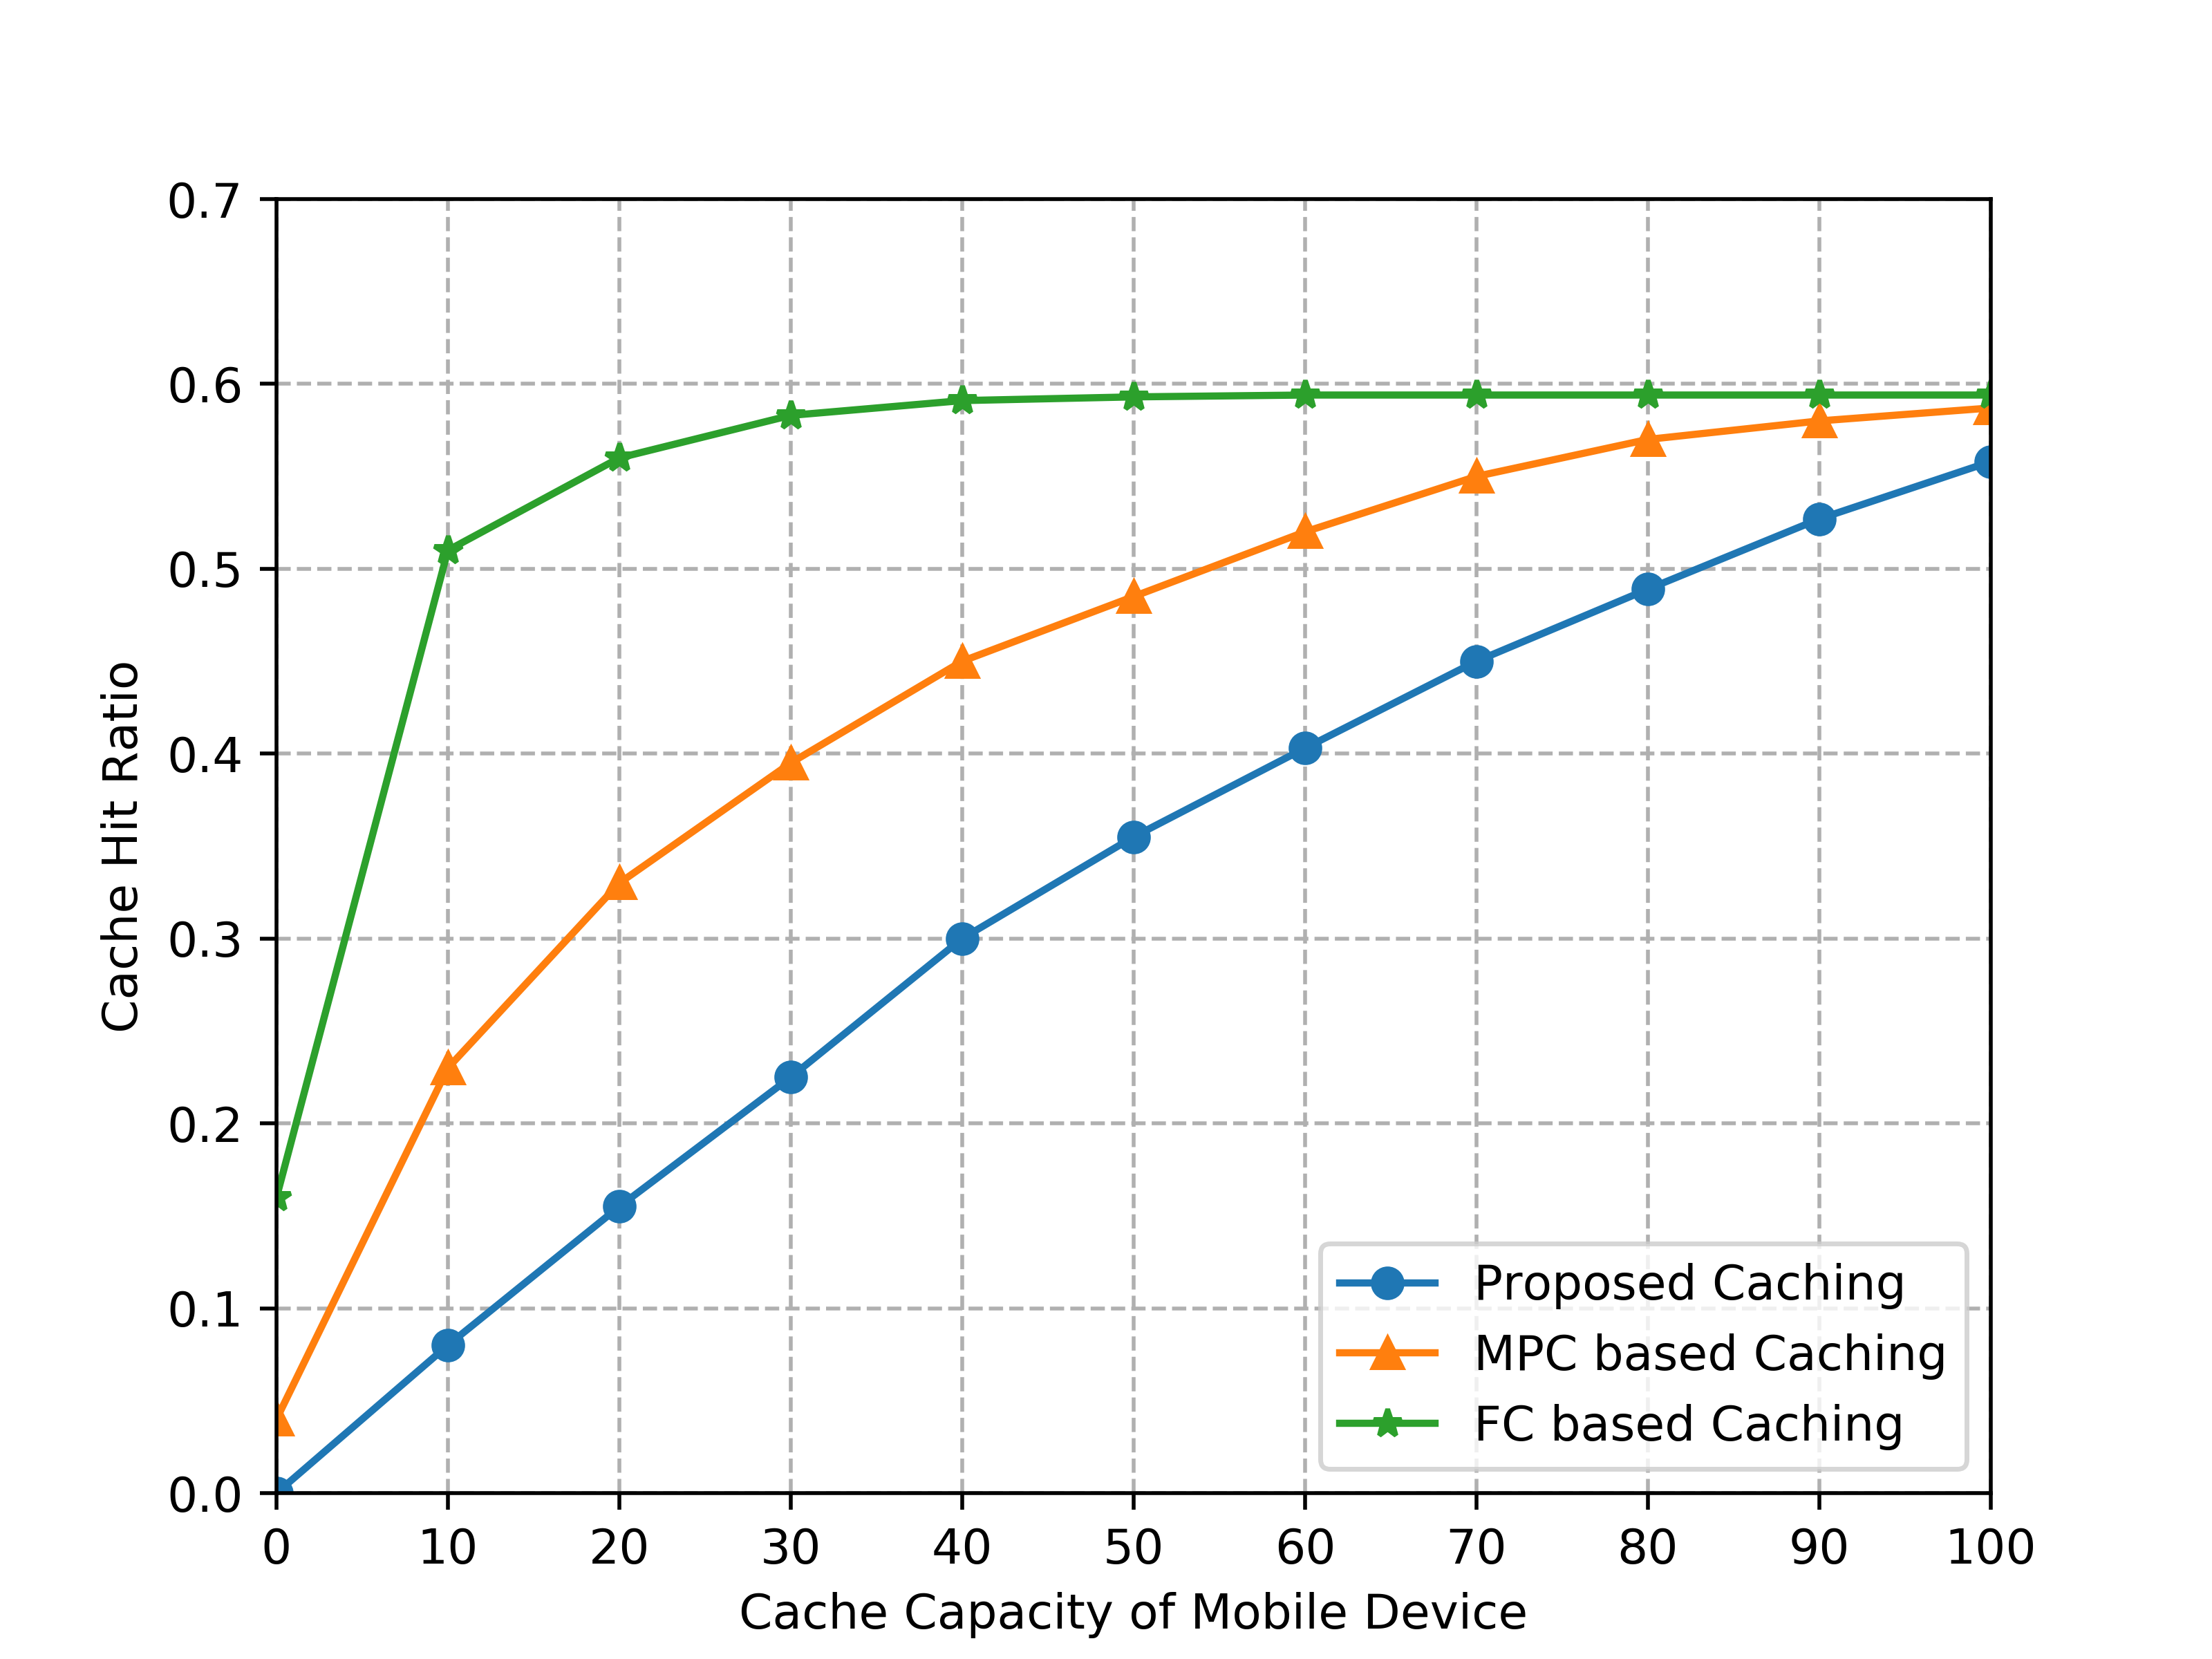 0.7
0.6
0.5
0.4
0.3
0.2
0.1
0.0
Cache Hit Ratio
0 10 20 30 40 50 60 70 80 90 100
Cache Capacity of Mobile Device
Proposed Caching
MPC based Caching
FC based Caching